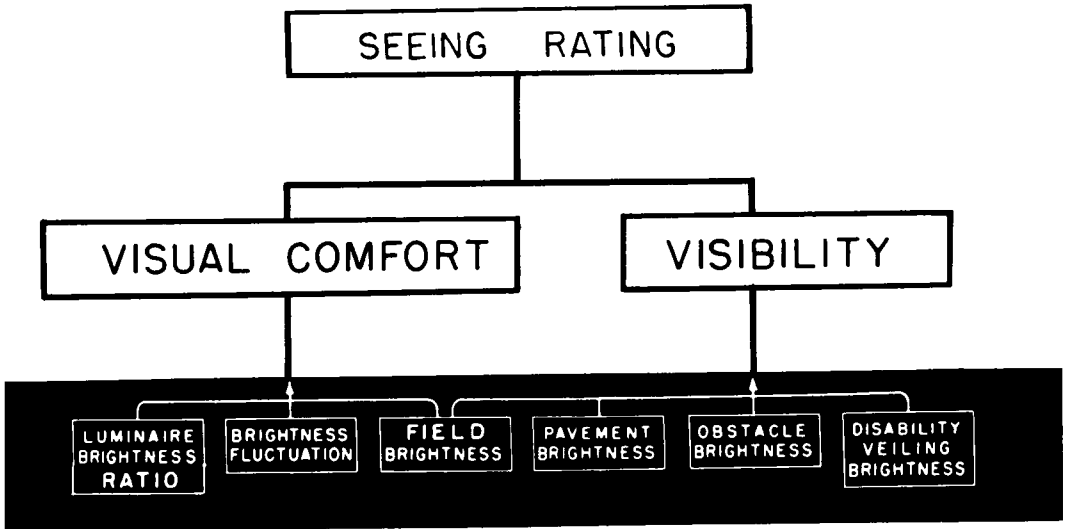 SEEING RATING
VISUAL COMFORT
VISIBILITY
LUMINAIRE
BRIGHTNESS
RATIO
BRIGHTNESS
FLUCTUATION
FIELD
BRIGHTNESS
PAVEMENT
BRIGHTNESS
OBSTACLE
BRIGHTNESS
DISABILITY
VEILING
BRIGHTNESS